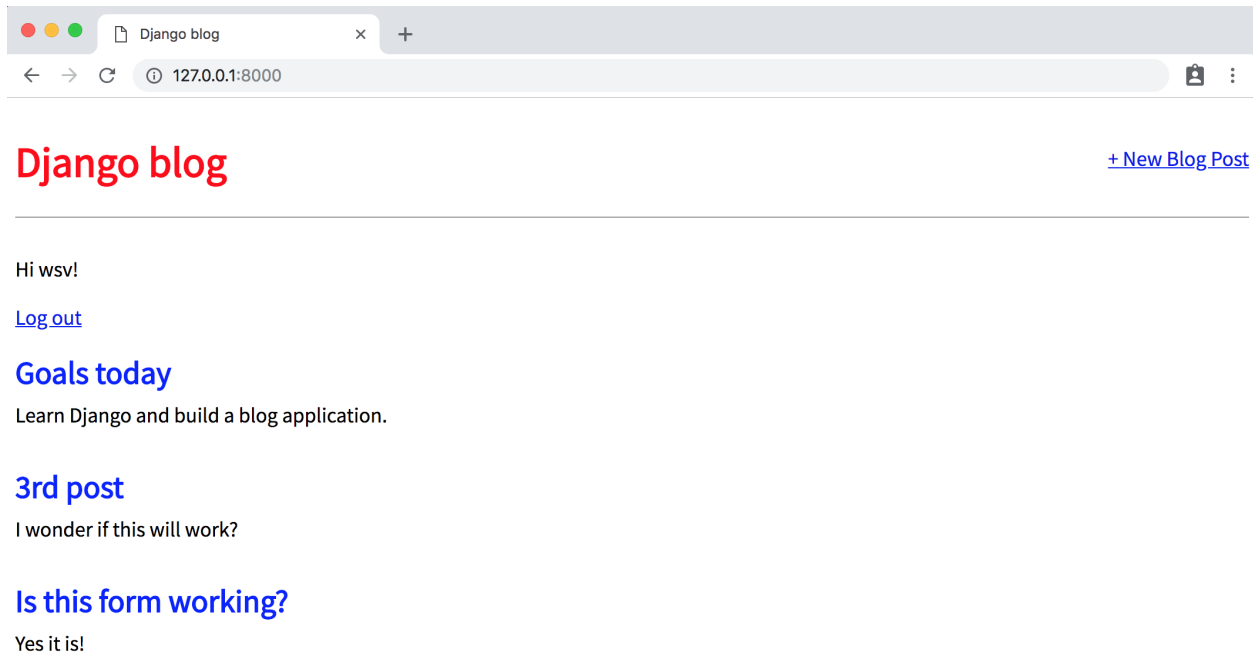 Django blog
127.0.0.1:8000
Django blog
+ New Blog Post
Hi wsv!
Log out
Goals today
Learn Django and build a blog application.
3rd post
I wonder if this will work?
Is this form working?
Yes it is!